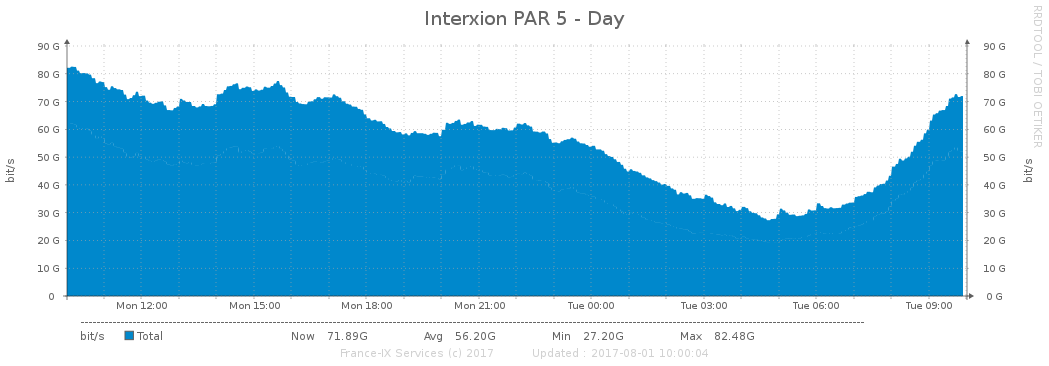 Interxion PAR 5 - Day
RRDTOOL / TOBI OETIKER
bit/s
90 G
80 G
70 G
60 G
50 G
40 G
30 G
20 G
10 G
0
90 G
80 G
70 G
60 G
50 G
40 G
30 G
20 G
10 G
0 G
bit/s
Mon 12:00 Mon 15:00 Mon 18:00 Mon 21:00 Tue 00:00 Tue 03:00 Tue 06:00 Tue 09:00
bit/s Total Now 71.89G Avg 56.20G Min 27.20G Max 82.48G
France-IX Services (c) 2017 Updated : 2017-08-01 10:00:04